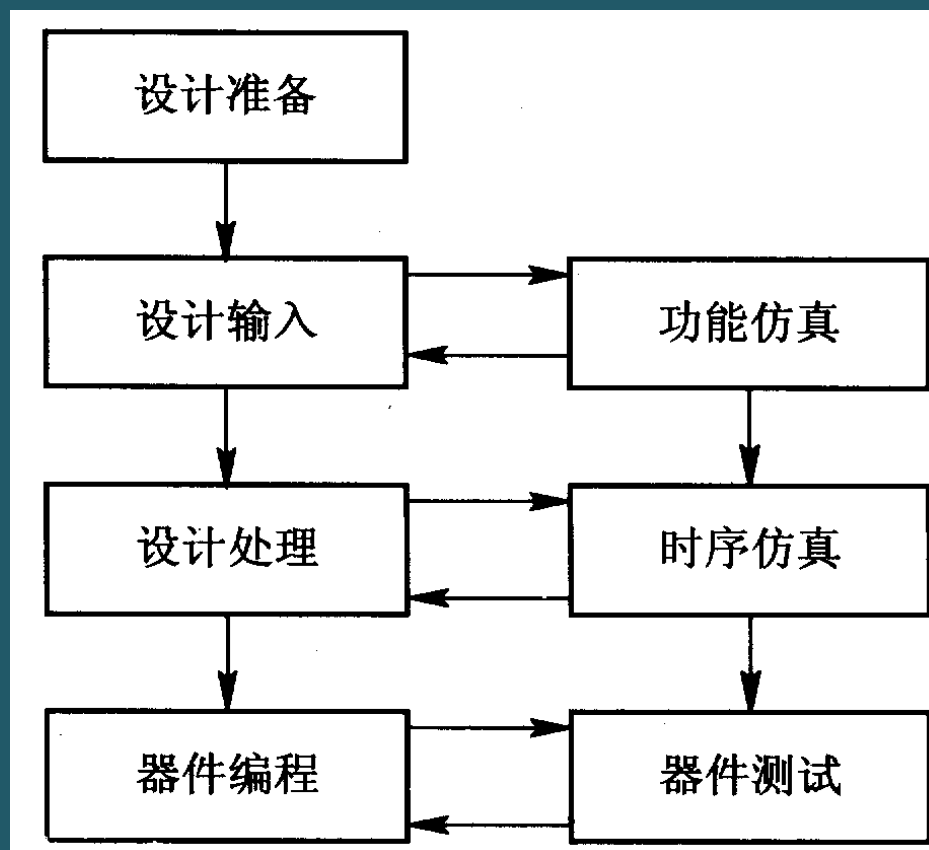 设计准备
设计输入
功能仿真
设计处理
时序仿真
器件编程
器件测试